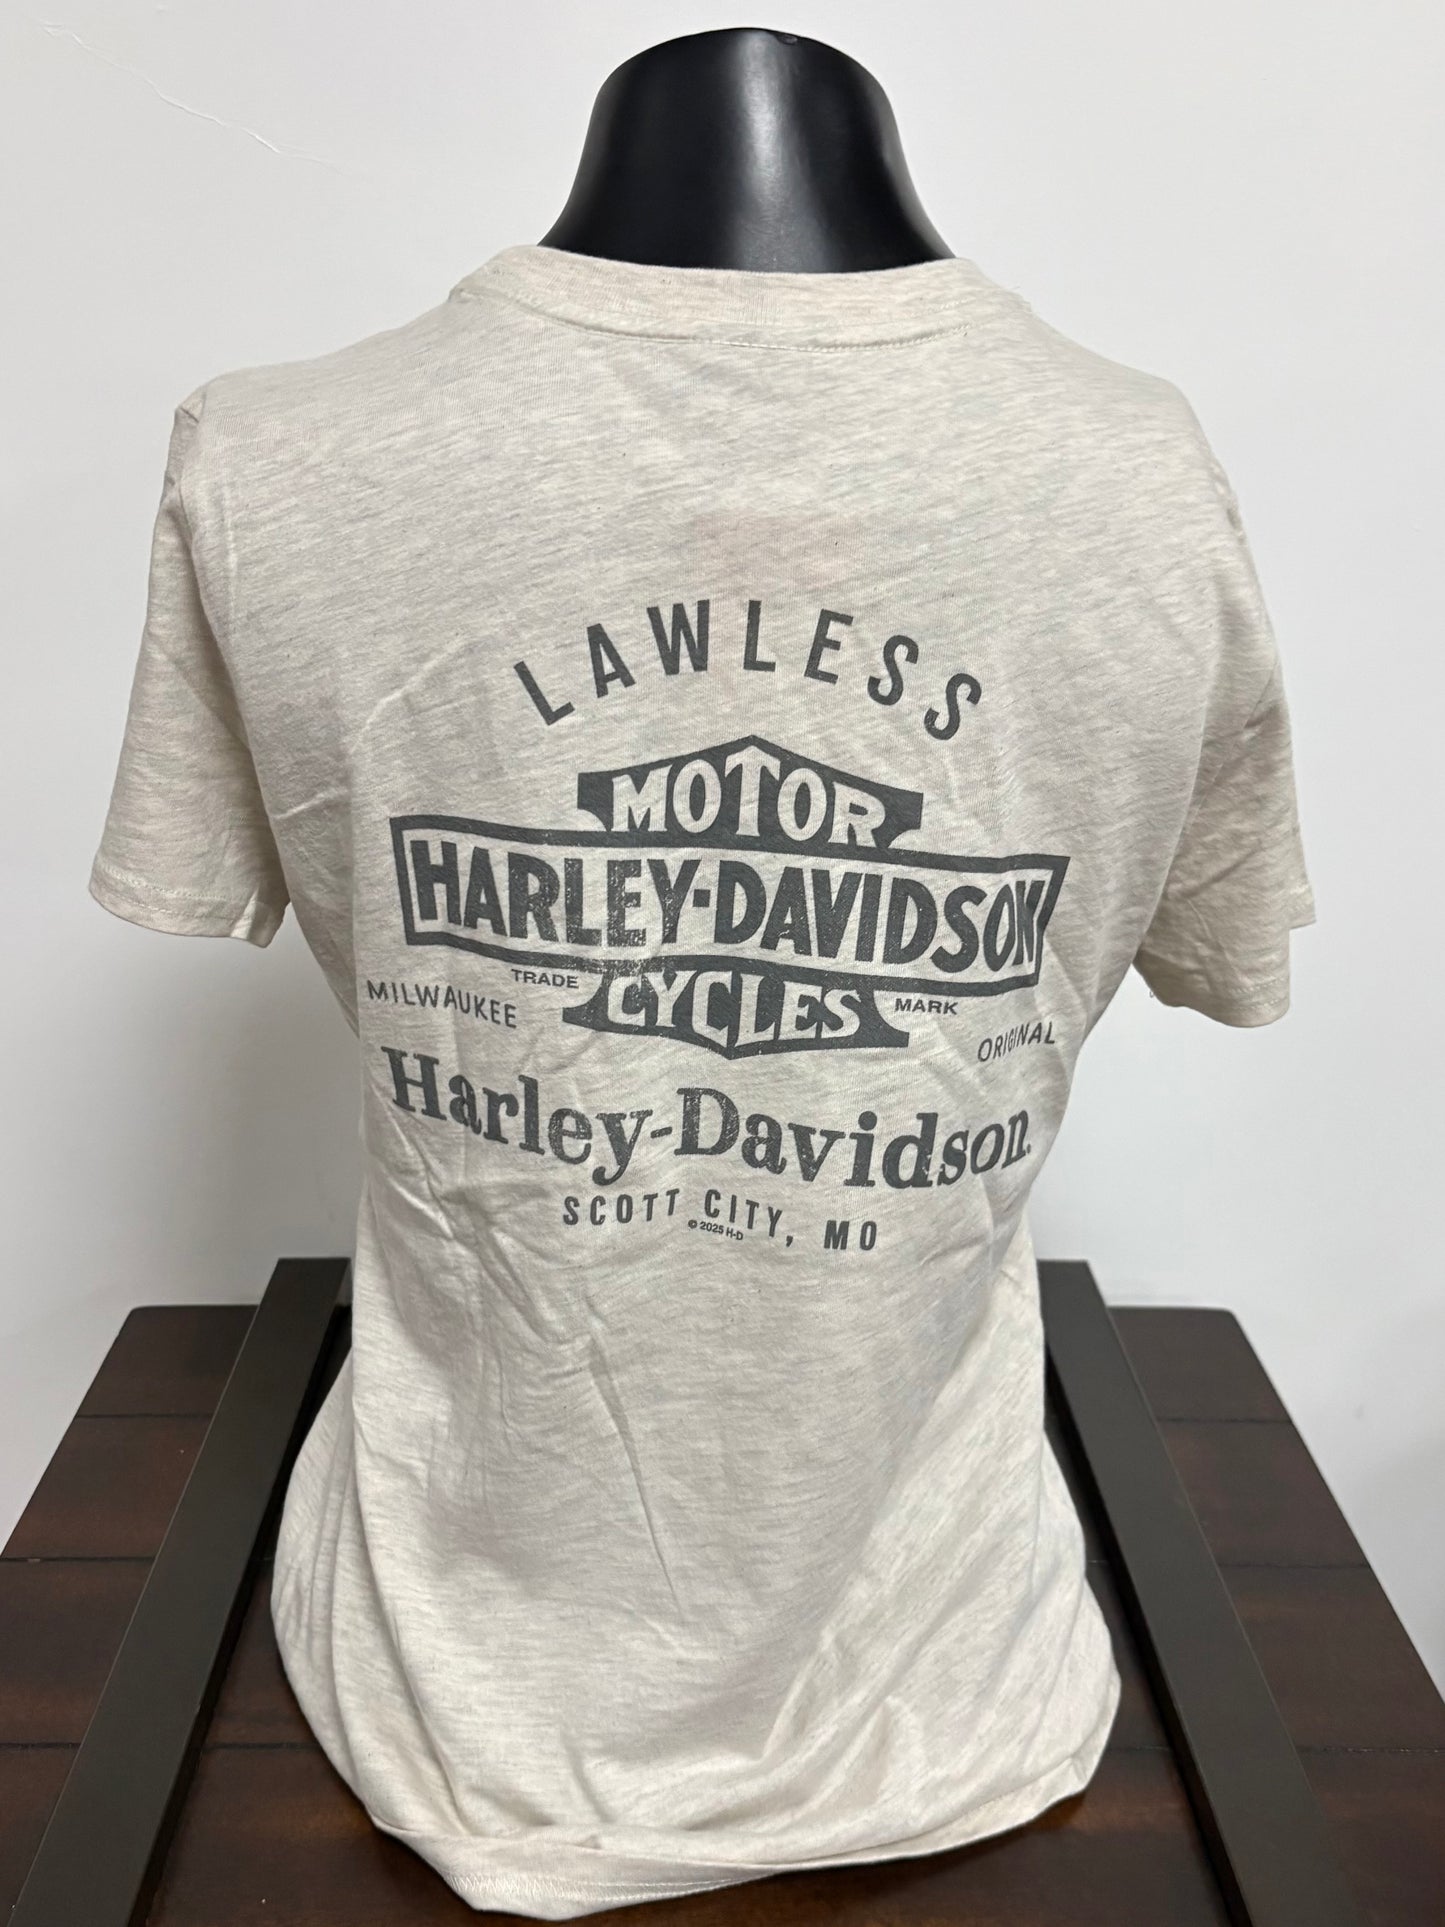 LAWLESS
MOTOR
HARLEY-DAVIDSON
TRADE CYCLES MARK
MILWAUKEE ORIGINAL
Harley-Davidson.
SCOTT CITY, MO
© 2025 H-D